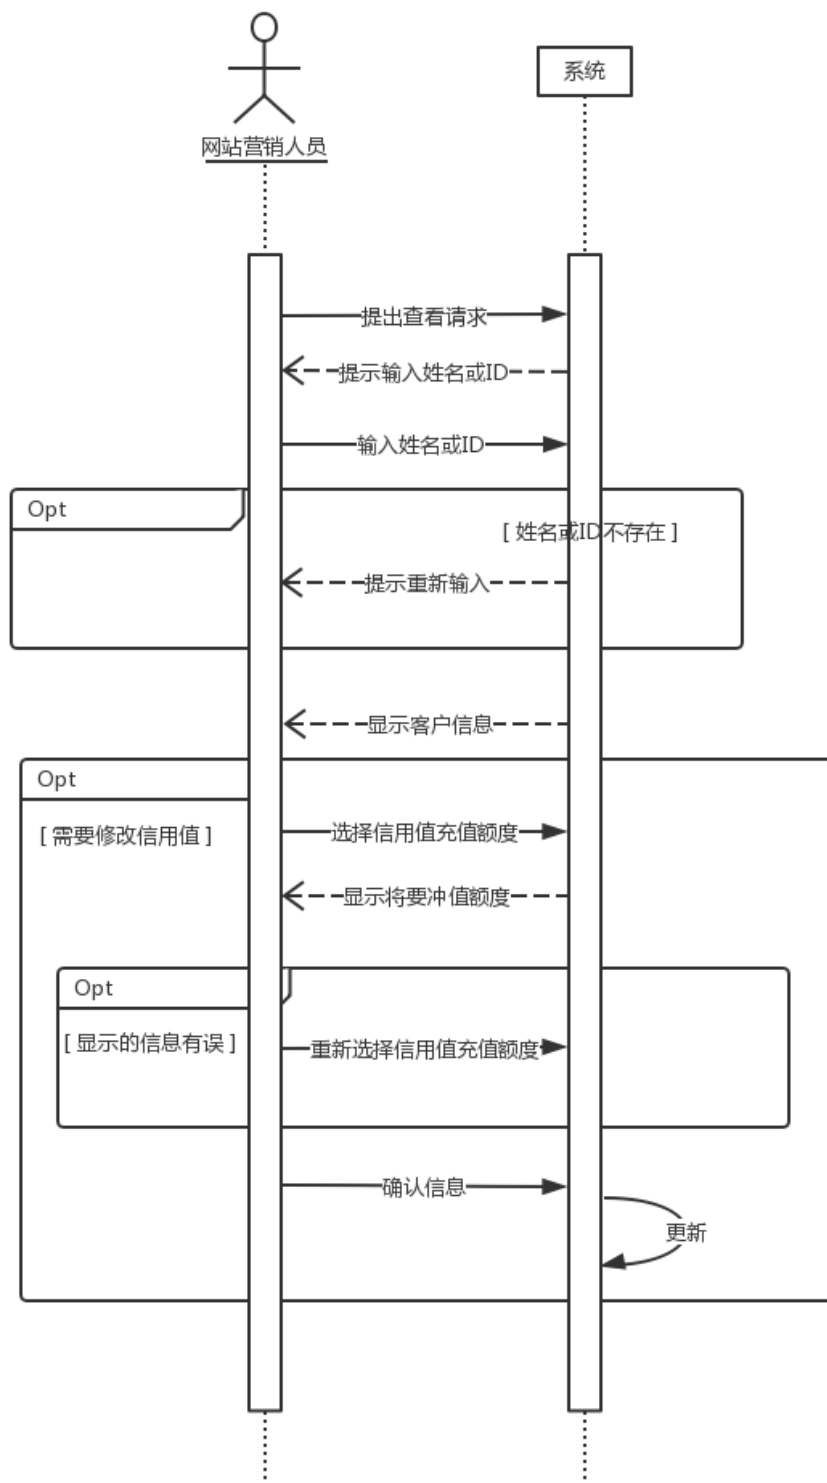 系统
网站营销人员
提出查看请求
提示输入姓名或ID
输入姓名或ID
Opt
[ 姓名或ID不存在 ]
提示重新输入
显示客户信息
Opt
[ 需要修改信用值 ]
选择信用值充值额度
显示将要冲值额度
Opt
[ 显示的信息有误 ]
重新选择信用值充值额度
确认信息
更新